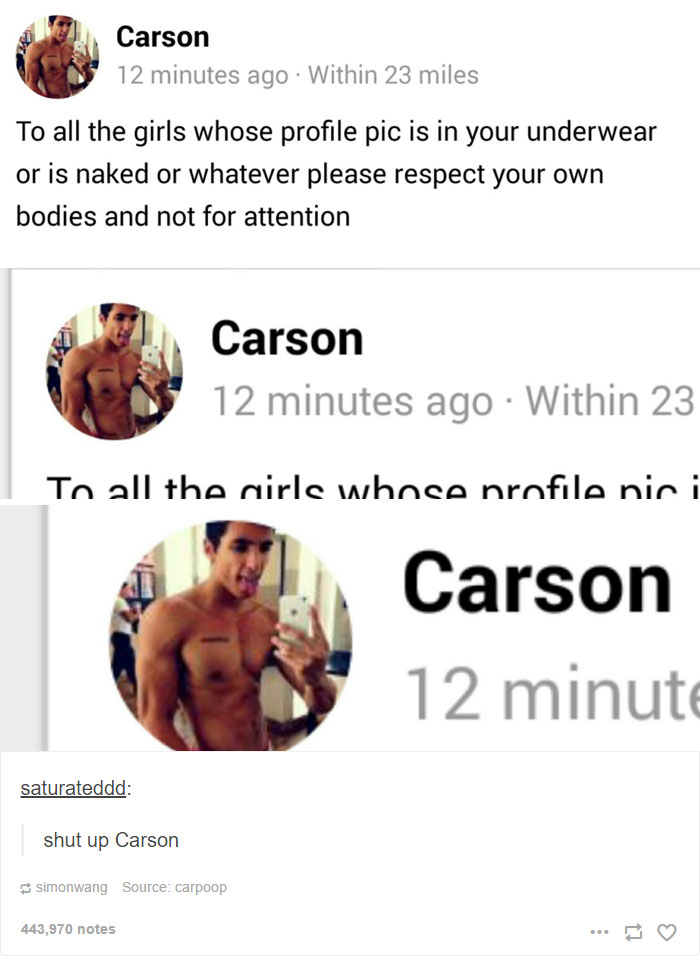 Carson
12 minutes ago · Within 23 miles
To all the girls whose profile pic is in your underwear
or is naked or whatever please respect your own
bodies and not for attention
Carson
12 minutes ago · Within 23
To all the girls whose profile pic i
Carson
12 minute
saturateddd:
shut up Carson
simonwang Source: carpoop
443,970 notes